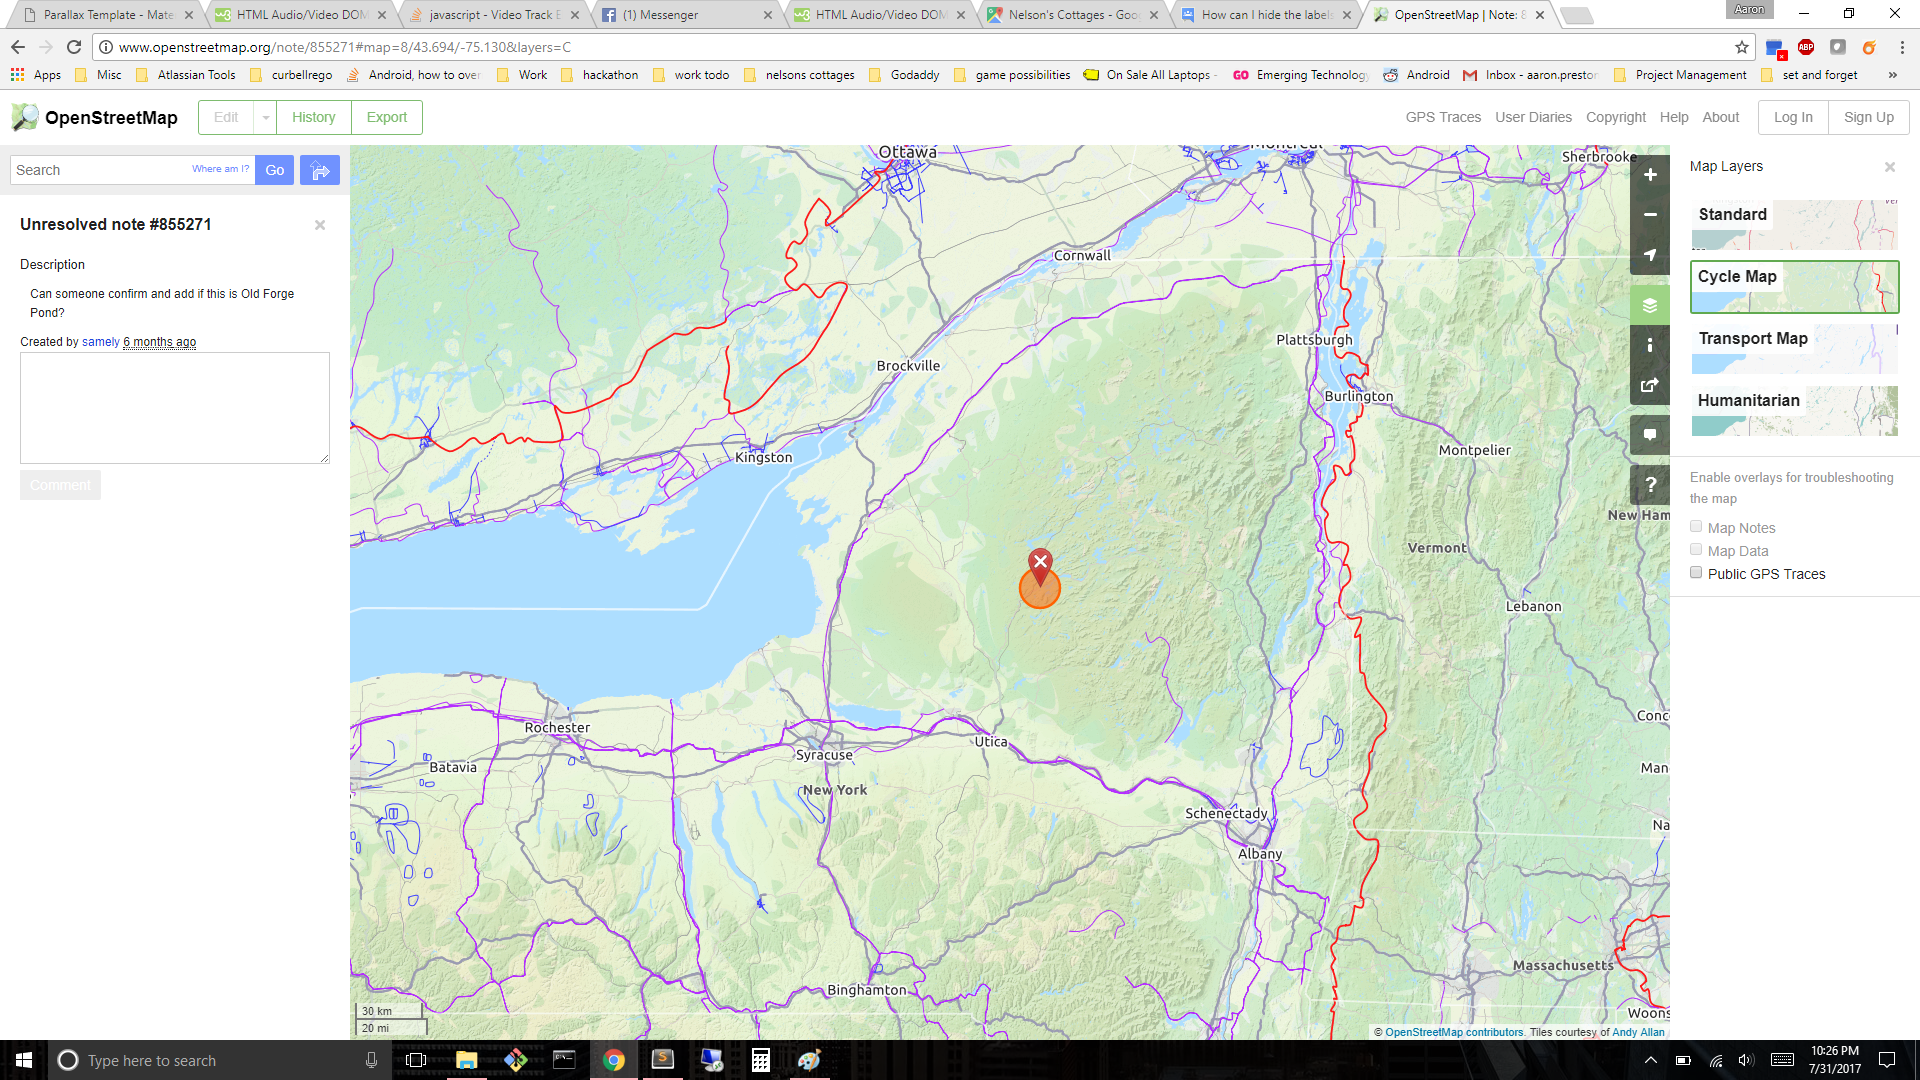 Parallax Template - Mate
HTML Audio/Video DOM
javascript - Video Track E
(1) Messenger
HTML Audio/Video DOM
Nelson's Cottages - Goo
How can I hide the labels
OpenStreetMap | Note: 8
Aaron
www.openstreetmap.org/note/855271#map=8/43.694/-75.130&layers=C
ABP
Apps
Misc
Atlassian Tools
curbellrego
Android, how to over
Work
hackathon
work todo
nelsons cottages
Godaddy
game possibilities
On Sale All Laptops -
GO Emerging Technology
Android
Inbox - aaron.prestor
Project Management
set and forget
»
OpenStreetMap
Edit
History
Export
GPS Traces
User Diaries
Copyright
Help
About
Log In
Sign Up
Search
Where am I?
Go
Unresolved note #855271
Description
Can someone confirm and add if this is Old Forge
Pond?
Created by samely 6 months ago
Comment
Ottawa
Montreal
Sherbrooke
Cornwall
Plattsburgh
Brockville
Burlington
Kingston
Montpelier
New Ham
Vermont
Lebanon
Rochester
Utica
Conc
Syracuse
Batavia
Man
New York
Schenectady
Na
Albany
Massachusetts
Binghamton
Woons
30 km
20 mi
© OpenStreetMap contributors. Tiles courtesy of Andy Allan
Map Layers
Standard
Cycle Map
Transport Map
Humanitarian
Enable overlays for troubleshooting
the map
Map Notes
Map Data
Public GPS Traces
Type here to search
10:26 PM
7/31/2017